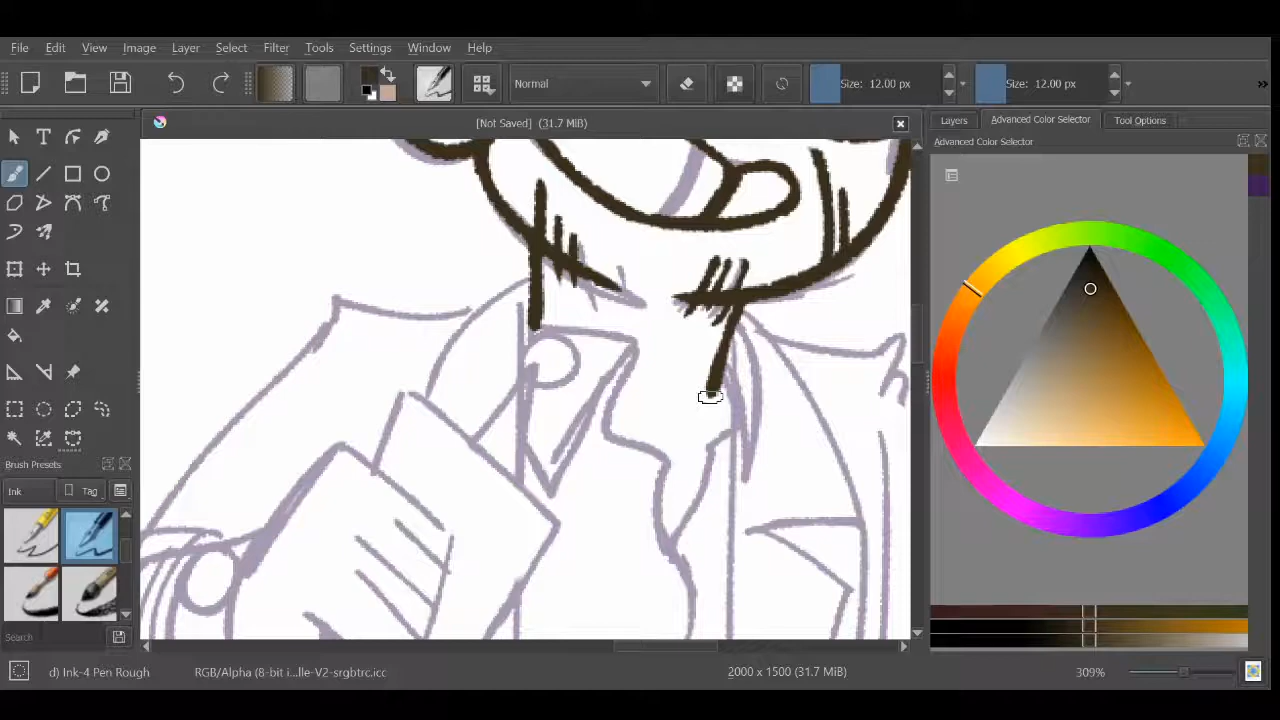 File Edit View Image Layer Select Filter Tools Settings Window Help
Normal Size: 12.00 px Size: 12.00 px »
[Not Saved] (31.7 MiB)
Layers Advanced Color Selector Tool Options
Advanced Color Selector
Brush Presets
Ink Tag
Search
d) Ink-4 Pen Rough RGB/Alpha (8-bit i...lle-V2-srgbtrc.icc 2000 x 1500 (31.7 MiB) 309%